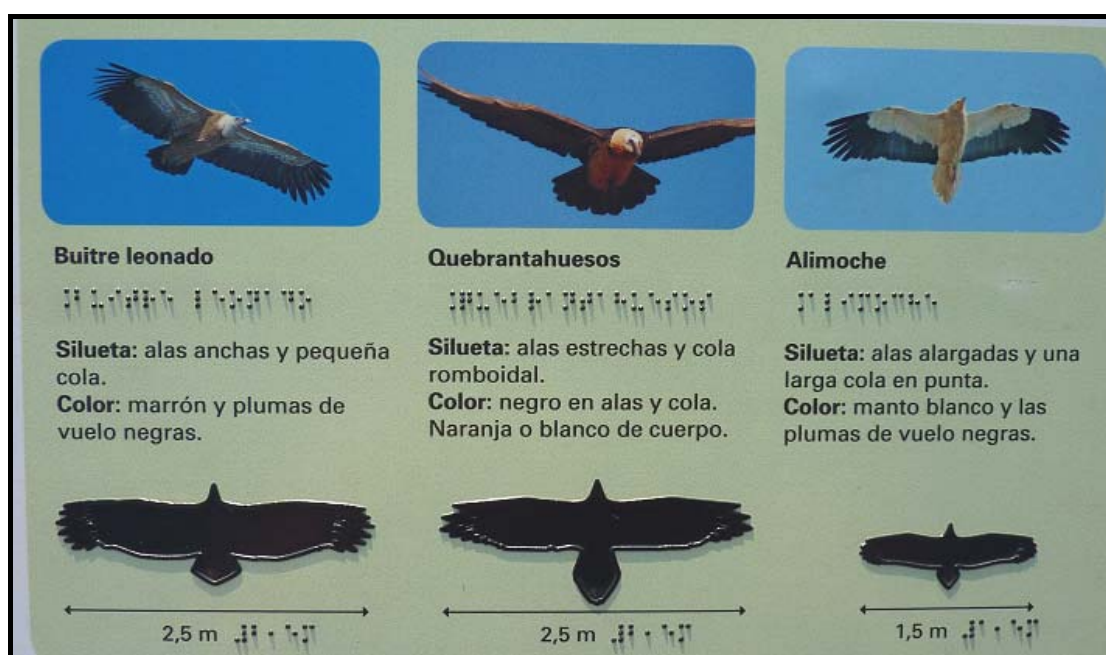 Buitre leonado
Silueta: alas anchas y pequeña
cola.
Color: marrón y plumas de
vuelo negras.
2,5 m
Quebrantahuesos
Silueta: alas estrechas y cola
romboidal.
Color: negro en alas y cola.
Naranja o blanco de cuerpo.
2,5 m
Alimoche
Silueta: alas alargadas y una
larga cola en punta.
Color: manto blanco y las
plumas de vuelo negras.
1,5 m